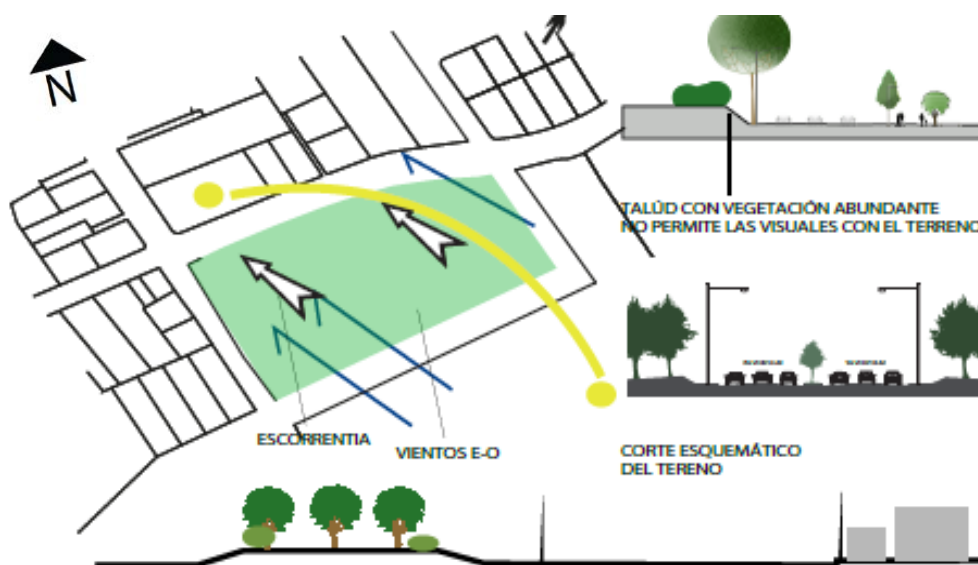 N
TALÚD CON VEGETACIÓN ABUNDANTE
NO PERMITE LAS VISUALES CON EL TERRENO
ESCORRENTIA
VIENTOS E-O
CORTE ESQUEMÁTICO
DEL TERENO